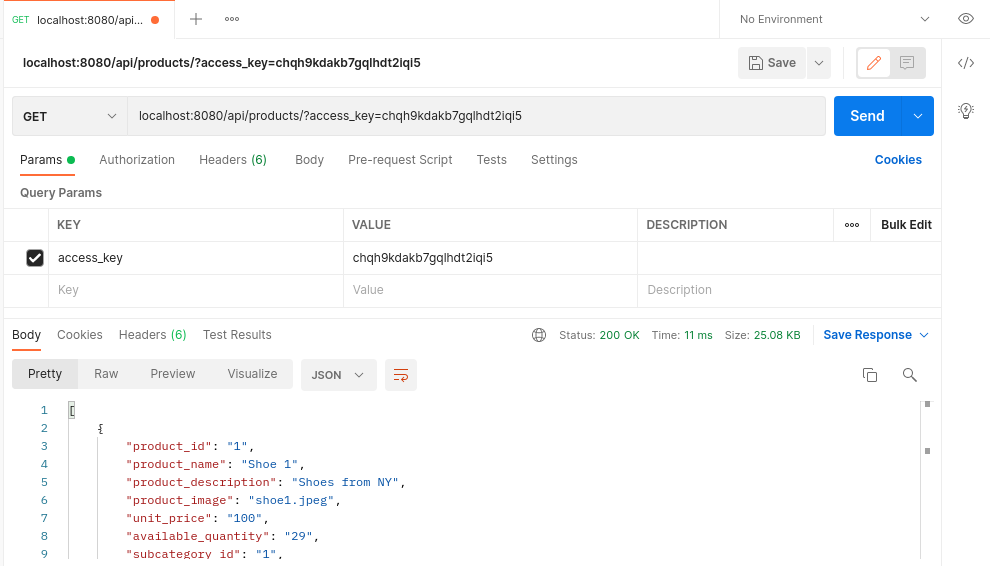 GET localhost:8080/api...
No Environment
localhost:8080/api/products/?access_key=chqh9kdakb7gqlhdt2iqi5
Save
GET localhost:8080/api/products/?access_key=chqh9kdakb7gqlhdt2iqi5 Send
Params Authorization Headers (6) Body Pre-request Script Tests Settings Cookies
Query Params
KEY VALUE DESCRIPTION Bulk Edit
access_key chqh9kdakb7gqlhdt2iqi5
Key Value Description
Body Cookies Headers (6) Test Results Status: 200 OK Time: 11 ms Size: 25.08 KB Save Response
Pretty Raw Preview Visualize JSON
1 [
2 {
3 "product_id": "1",
4 "product_name": "Shoe 1",
5 "product_description": "Shoes from NY",
6 "product_image": "shoe1.jpeg",
7 "unit_price": "100",
8 "available_quantity": "29",
9 "subcategory_id": "1",